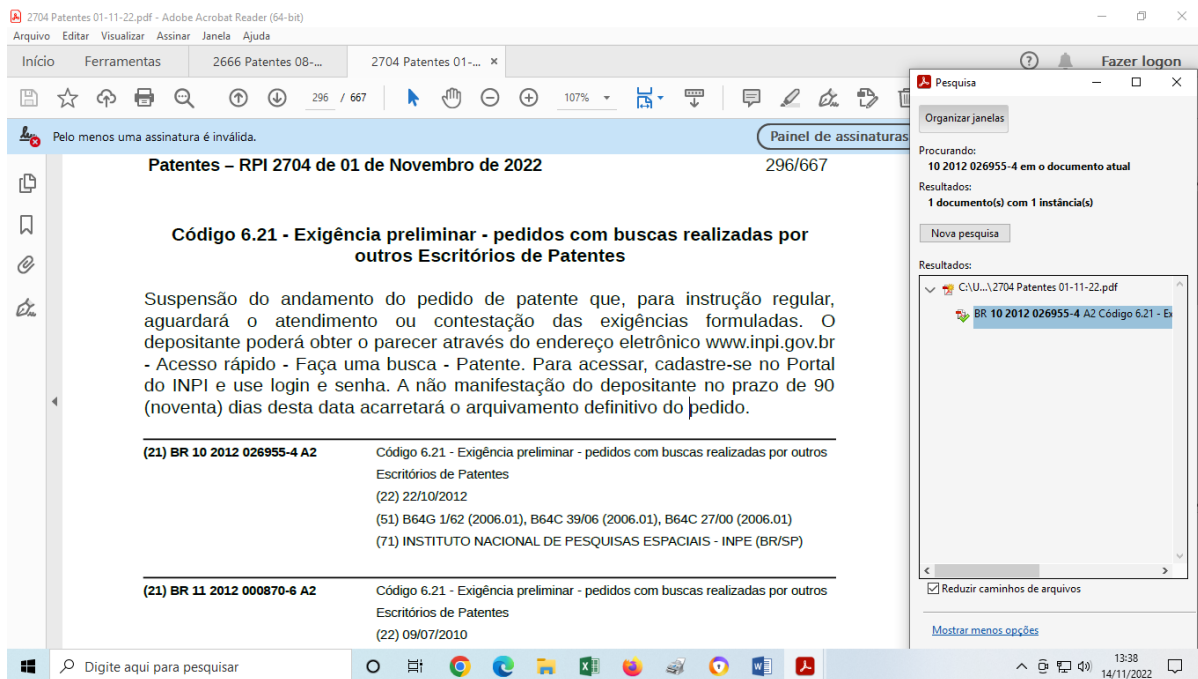 2704 Patentes 01-11-22.pdf - Adobe Acrobat Reader (64-bit)
Arquivo Editar Visualizar Assinar Janela Ajuda
Início Ferramentas 2666 Patentes 08-... 2704 Patentes 01-... × Fazer logon
296 / 667 107%
Pelo menos uma assinatura é inválida. Painel de assinaturas
Patentes – RPI 2704 de 01 de Novembro de 2022 296/667
Código 6.21 - Exigência preliminar - pedidos com buscas realizadas por
outros Escritórios de Patentes
Suspensão do andamento do pedido de patente que, para instrução regular,
aguardará o atendimento ou contestação das exigências formuladas. O
depositante poderá obter o parecer através do endereço eletrônico www.inpi.gov.br
- Acesso rápido - Faça uma busca - Patente. Para acessar, cadastre-se no Portal
do INPI e use login e senha. A não manifestação do depositante no prazo de 90
(noventa) dias desta data acarretará o arquivamento definitivo do pedido.
(21) BR 10 2012 026955-4 A2 Código 6.21 - Exigência preliminar - pedidos com buscas realizadas por outros
Escritórios de Patentes
(22) 22/10/2012
(51) B64G 1/62 (2006.01), B64C 39/06 (2006.01), B64C 27/00 (2006.01)
(71) INSTITUTO NACIONAL DE PESQUISAS ESPACIAIS - INPE (BR/SP)
(21) BR 11 2012 000870-6 A2 Código 6.21 - Exigência preliminar - pedidos com buscas realizadas por outros
Escritórios de Patentes
(22) 09/07/2010
Pesquisa
Organizar janelas
Procurando:
10 2012 026955-4 em o documento atual
Resultados:
1 documento(s) com 1 instância(s)
Nova pesquisa
Resultados:
C:\U...\2704 Patentes 01-11-22.pdf
BR 10 2012 026955-4 A2 Código 6.21 - Ex
Reduzir caminhos de arquivos
Mostrar menos opções
Digite aqui para pesquisar
13:38
14/11/2022